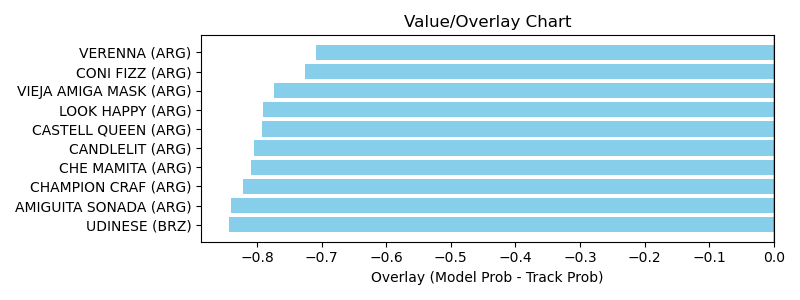 Value/Overlay Chart
VERENNA (ARG)
CONI FIZZ (ARG)
VIEJA AMIGA MASK (ARG)
LOOK HAPPY (ARG)
CASTELL QUEEN (ARG)
CANDLELIT (ARG)
CHE MAMITA (ARG)
CHAMPION CRAF (ARG)
AMIGUITA SONADA (ARG)
UDINESE (BRZ)
−0.8 −0.7 −0.6 −0.5 −0.4 −0.3 −0.2 −0.1 0.0
Overlay (Model Prob - Track Prob)